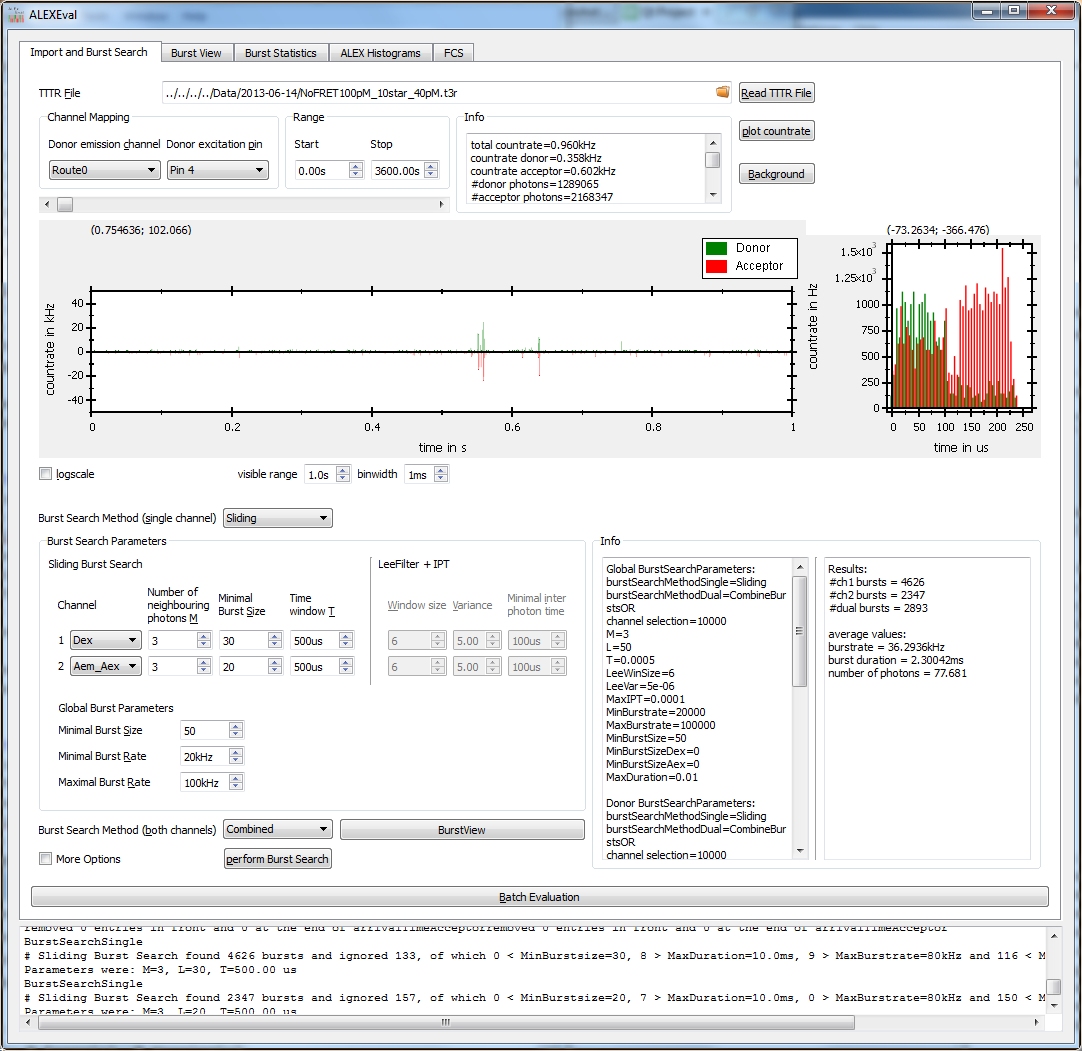 ALEXEval
Import and Burst Search
Burst View
Burst Statistics
ALEX Histograms
FCS
TTTR File
../../../../Data/2013-06-14/NoFRET100pM_10star_40pM.t3r
Read TTTR File
Channel Mapping
Donor emission channel Donor excitation pin
Route0
Pin 4
Range
Start
Stop
0.00s
3600.00s
Info
total countrate=0.960kHz
countrate donor=0.358kHz
countrate acceptor=0.602kHz
#donor photons=1289065
#acceptor photons=2168347
plot countrate
Background
(0.754636; 102.066)
Donor
Acceptor
countrate in kHz
40
20
0
-20
-40
0
0.2
0.4
0.6
0.8
1
time in s
(-73.2634; -366.476)
countrate in Hz
1.5×10³
1.25×10³
1000
750
500
250
0
0
50
100
150
200
250
time in us
logscale
visible range
1.0s
binwidth
1ms
Burst Search Method (single channel)
Sliding
Burst Search Parameters
Sliding Burst Search
Channel
Number of
neighbouring
photons M
Minimal
Burst Size
Time
window T
1
Dex
3
30
500us
2
Aem_Aex
3
20
500us
LeeFilter + IPT
Window size
Variance
Minimal inter
photon time
6
5.00
100us
6
5.00
100us
Global Burst Parameters
Minimal Burst Size
50
Minimal Burst Rate
20kHz
Maximal Burst Rate
100kHz
Info
Global BurstSearchParameters:
burstSearchMethodSingle=Sliding
burstSearchMethodDual=CombineBur
stsOR
channel selection=10000
M=3
L=50
T=0.0005
LeeWinSize=6
LeeVar=5e-06
MaxIPT=0.0001
MinBurstrate=20000
MaxBurstrate=100000
MinBurstSize=50
MinBurstSizeDex=0
MinBurstSizeAex=0
MaxDuration=0.01
Donor BurstSearchParameters:
burstSearchMethodSingle=Sliding
burstSearchMethodDual=CombineBur
stsOR
channel selection=10000
Results:
#ch1 bursts = 4626
#ch2 bursts = 2347
#dual bursts = 2893
average values:
burstrate = 36.2936kHz
burst duration = 2.30042ms
number of photons = 77.681
Burst Search Method (both channels)
Combined
BurstView
More Options
perform Burst Search
Batch Evaluation
removed 0 entries in front and 0 at the end of arrivalTimeAcceptorremoved 0 entries in front and 0 at the end of arrivalTimeAcceptor
BurstSearchSingle
# Sliding Burst Search found 4626 bursts and ignored 133, of which 0 < MinBurstsize=30, 8 > MaxDuration=10.0ms, 9 > MaxBurstrate=80kHz and 116 < M
Parameters were: M=3, L=30, T=500.00 us
BurstSearchSingle
# Sliding Burst Search found 2347 bursts and ignored 157, of which 0 < MinBurstsize=20, 7 > MaxDuration=10.0ms, 0 > MaxBurstrate=80kHz and 150 < M
Parameters were: M=3, L=20, T=500.00 us